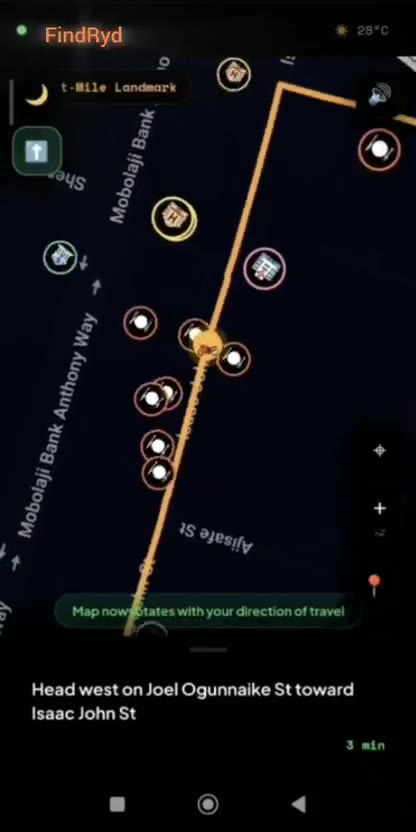 FindRyd
28°C
t-Mile Landmark
Mobolaji Bank
Mobolaji Bank Anthony Way
Ajisafe St
Map now rotates with your direction of travel
Head west on Joel Ogunnaike St toward
Isaac John St
3 min